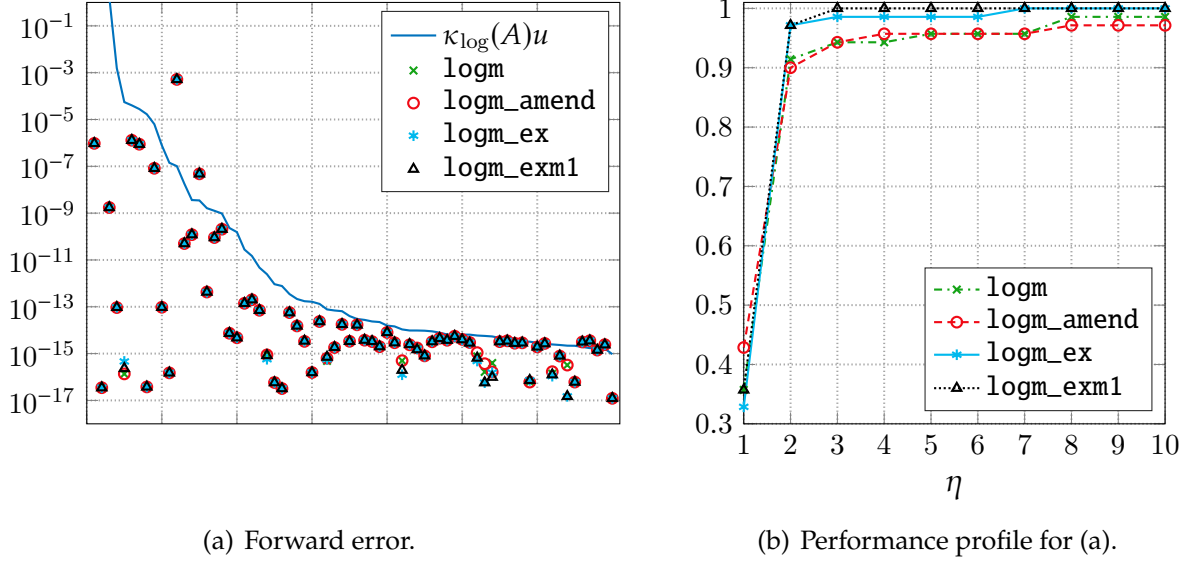 10^{-1}
10^{-3}
10^{-5}
10^{-7}
10^{-9}
10^{-11}
10^{-13}
10^{-15}
10^{-17}
κ_{log}(A)u
logm
logm_amend
logm_ex
logm_exm1
(a) Forward error.
1
0.9
0.8
0.7
0.6
0.5
0.4
0.3
logm
logm_amend
logm_ex
logm_exm1
1 2 3 4 5 6 7 8 9 10
η
(b) Performance profile for (a).